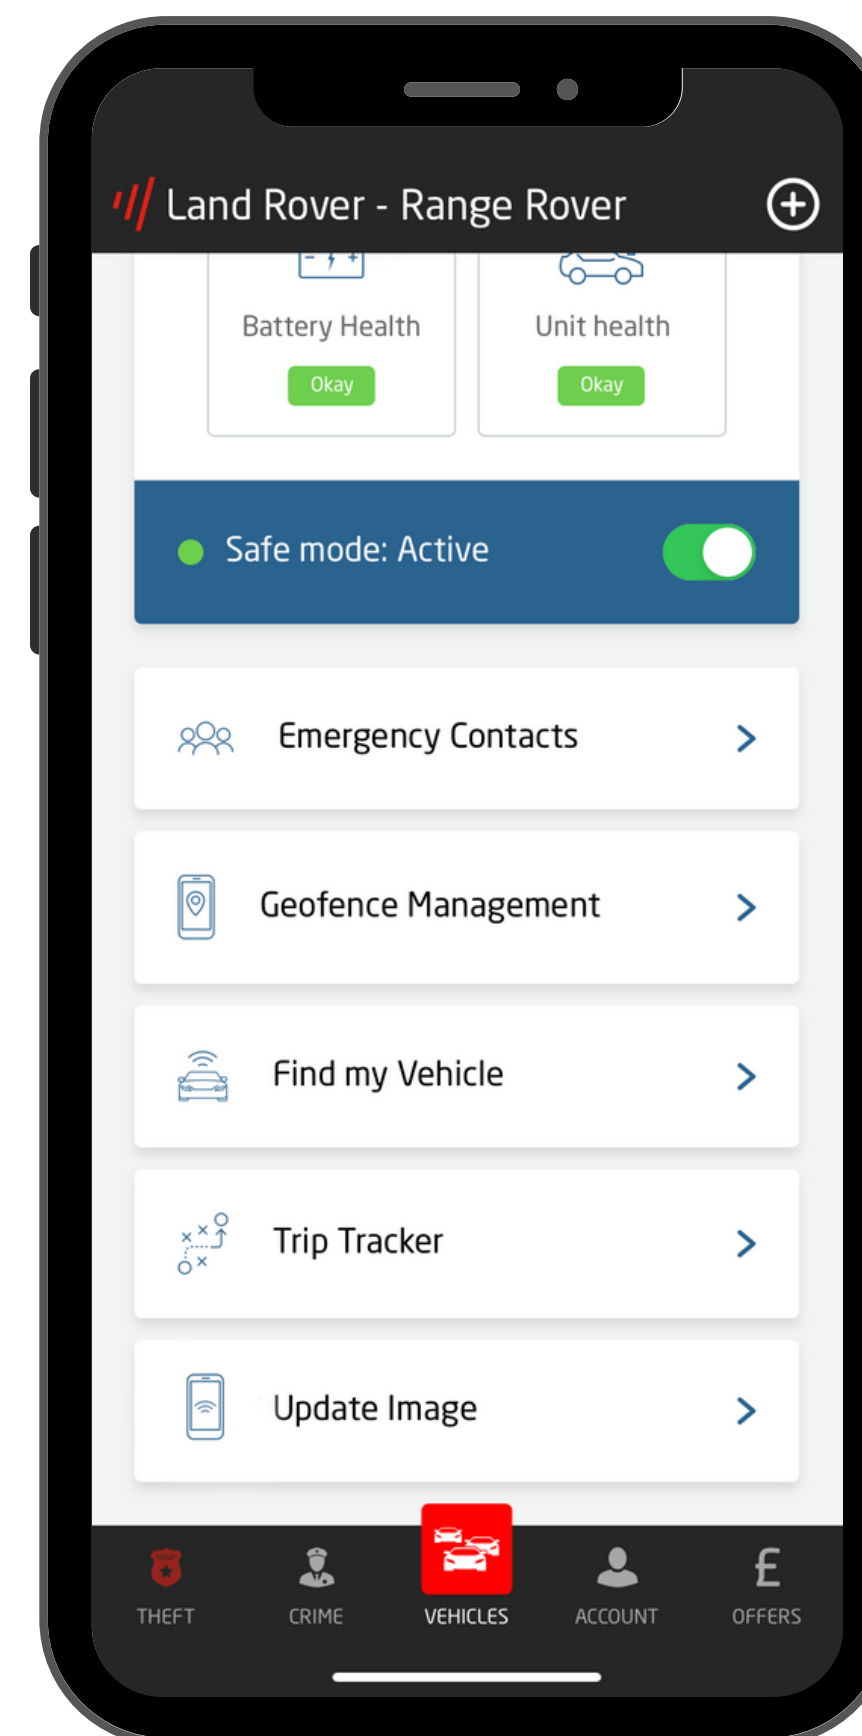 Land Rover - Range Rover
Battery Health
Unit health
Okay
Okay
Safe mode: Active
Emergency Contacts
Geofence Management
Find my Vehicle
Trip Tracker
Update Image
THEFT
CRIME
VEHICLES
ACCOUNT
£
OFFERS